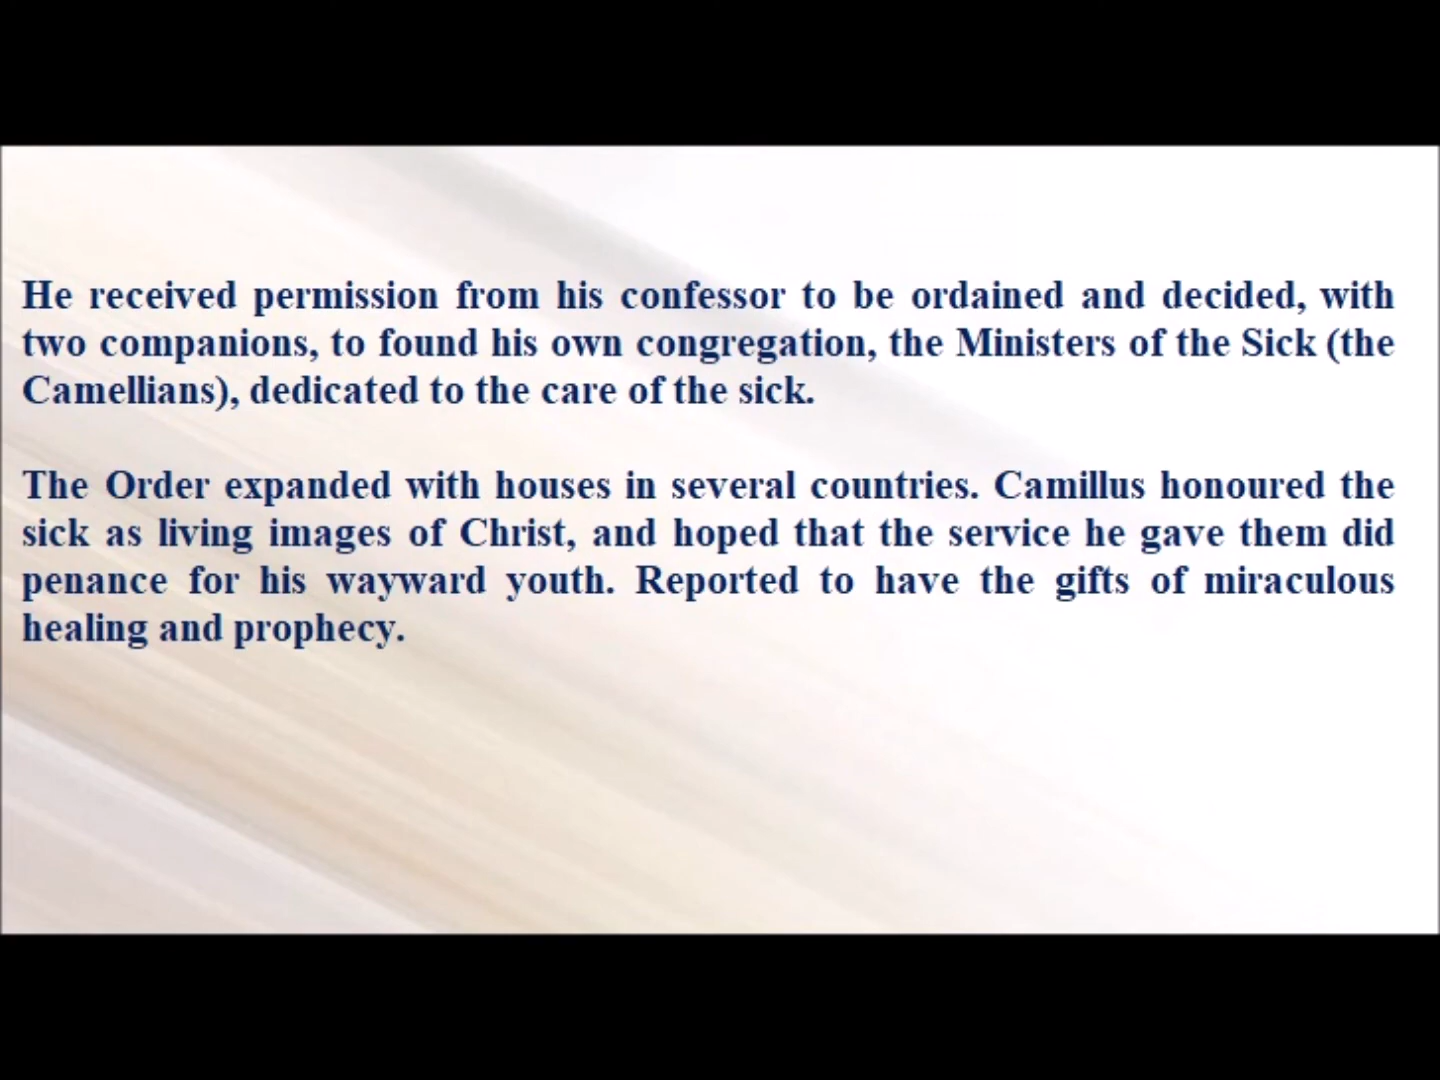 He received permission from his confessor to be ordained and decided, with
two companions, to found his own congregation, the Ministers of the Sick (the
Camellians), dedicated to the care of the sick.
The Order expanded with houses in several countries. Camillus honoured the
sick as living images of Christ, and hoped that the service he gave them did
penance for his wayward youth. Reported to have the gifts of miraculous
healing and prophecy.